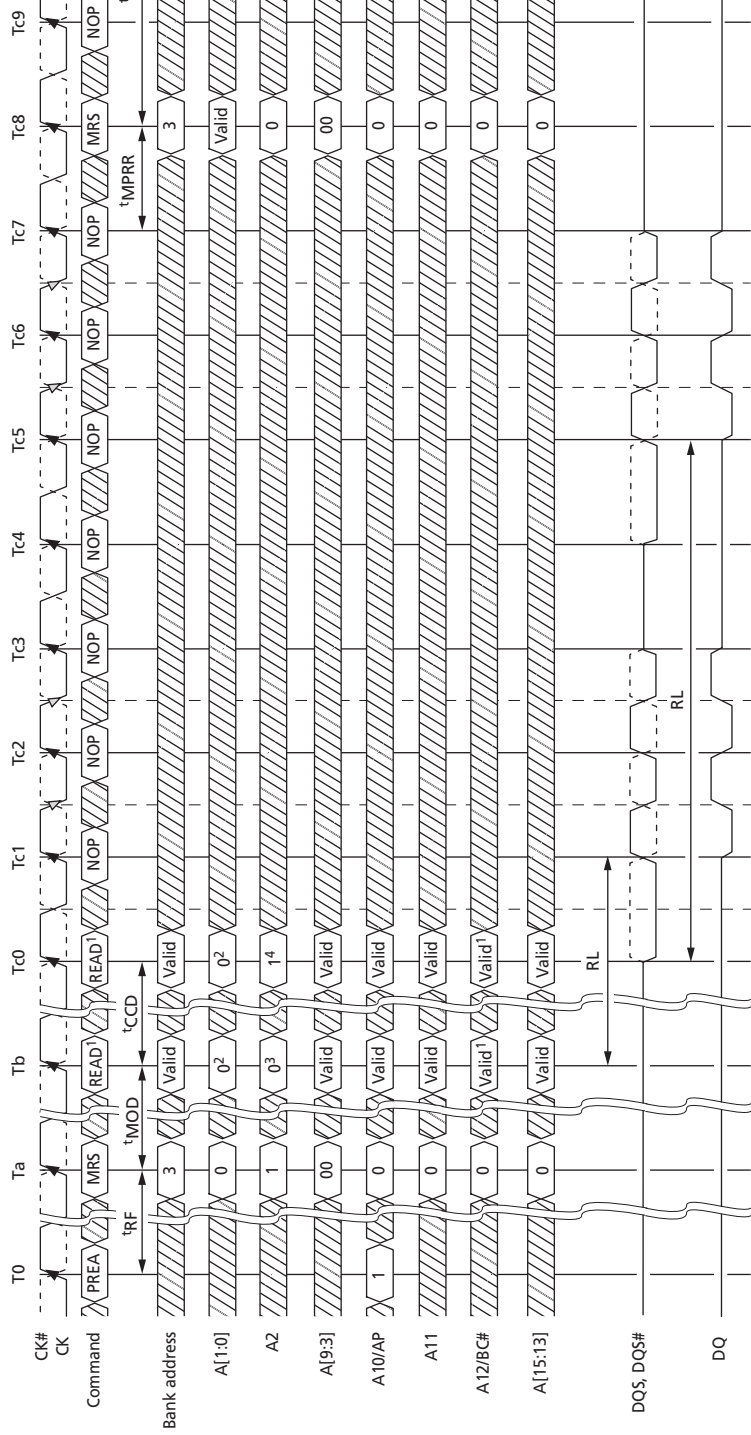 T0 Ta Tb Tc0 Tc1 Tc2 Tc3 Tc4 Tc5 Tc6 Tc7 Tc8 Tc9
CK#
CK
Command PREA MRS READ1 READ1 NOP NOP NOP NOP NOP NOP NOP MRS NOP
tRF tMOD tCCD tMPRR t
Bank address 3 Valid Valid 3
A[1:0] 0 02 02 Valid
A2 1 03 14 0
A[9:3] 00 Valid Valid 00
A10/AP 1 0 Valid Valid 0
A11 0 Valid Valid 0
A12/BC# 0 Valid1 Valid1 0
A[15:13] 0 Valid Valid 0
RL
DQS, DQS#
RL
DQ